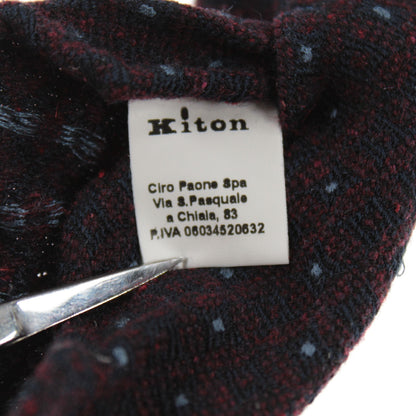 Kiton
Ciro Paone Spa
Via S.Pasquale
a Chiaia, 83
P.IVA 06034520632